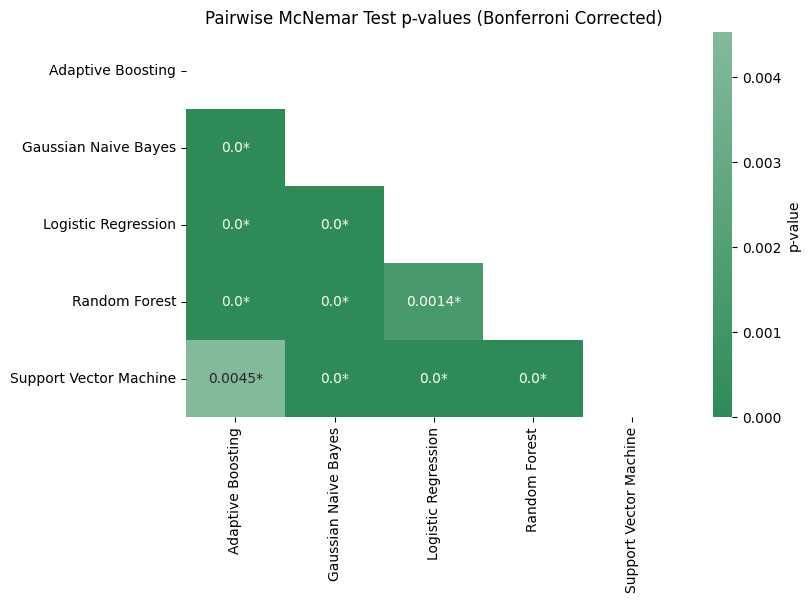 Pairwise McNemar Test p-values (Bonferroni Corrected)
Adaptive Boosting
Gaussian Naive Bayes
0.0*
Logistic Regression
0.0* 0.0*
Random Forest
0.0* 0.0* 0.0014*
Support Vector Machine
0.0045* 0.0* 0.0* 0.0*
Adaptive Boosting
Gaussian Naive Bayes
Logistic Regression
Random Forest
Support Vector Machine
0.004
0.003
0.002
0.001
0.000
p-value